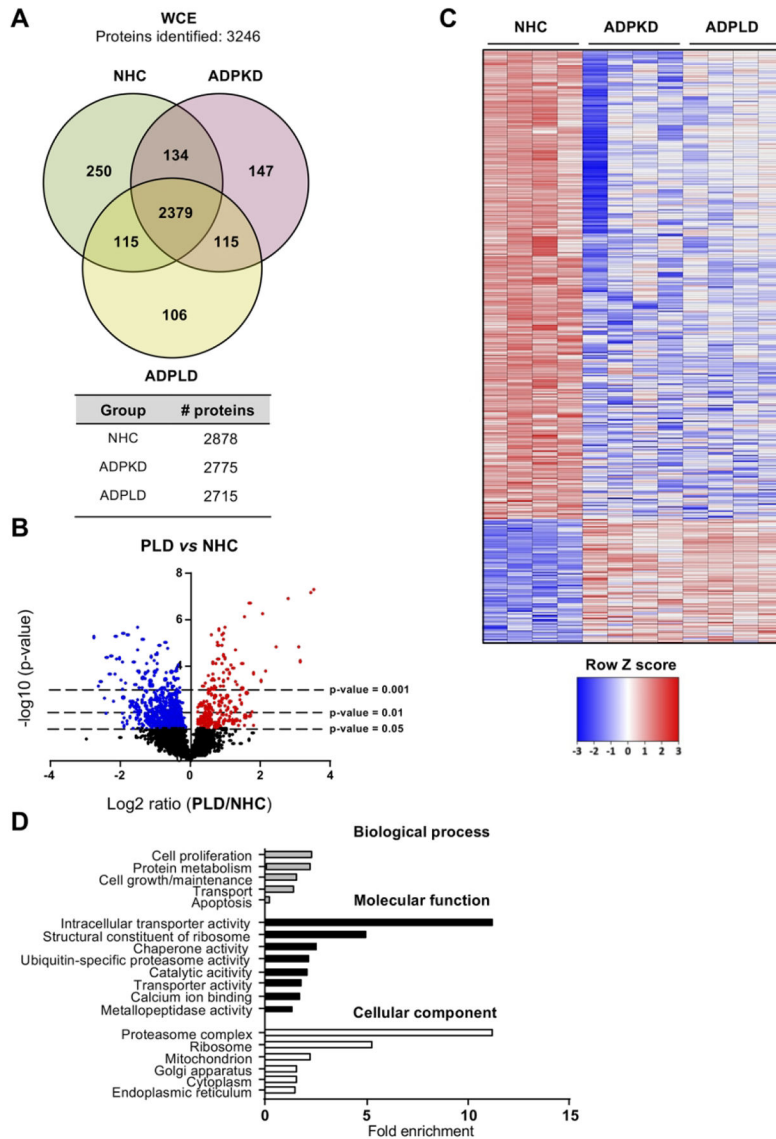 A
WCE
Proteins identified: 3246
NHC
ADPKD
250
134
147
2379
115
115
106
ADPLD
Group # proteins
NHC 2878
ADPKD 2775
ADPLD 2715
B
PLD vs NHC
-log10 (p-value)
8
6
4
2
0
p-value = 0.001
p-value = 0.01
p-value = 0.05
-4 -2 0 2 4
Log2 ratio (PLD/NHC)
C
NHC ADPKD ADPLD
Row Z score
-3 -2 -1 0 1 2 3
D
Biological process
Cell proliferation
Protein metabolism
Cell growth/maintenance
Transport
Apoptosis
Molecular function
Intracellular transporter activity
Structural constituent of ribosome
Chaperone activity
Ubiquitin-specific proteasome activity
Catalytic acitivity
Transporter activity
Calcium ion binding
Metallopeptidase activity
Cellular component
Proteasome complex
Ribosome
Mitochondrion
Golgi apparatus
Cytoplasm
Endoplasmic reticulum
0 5 10 15
Fold enrichment